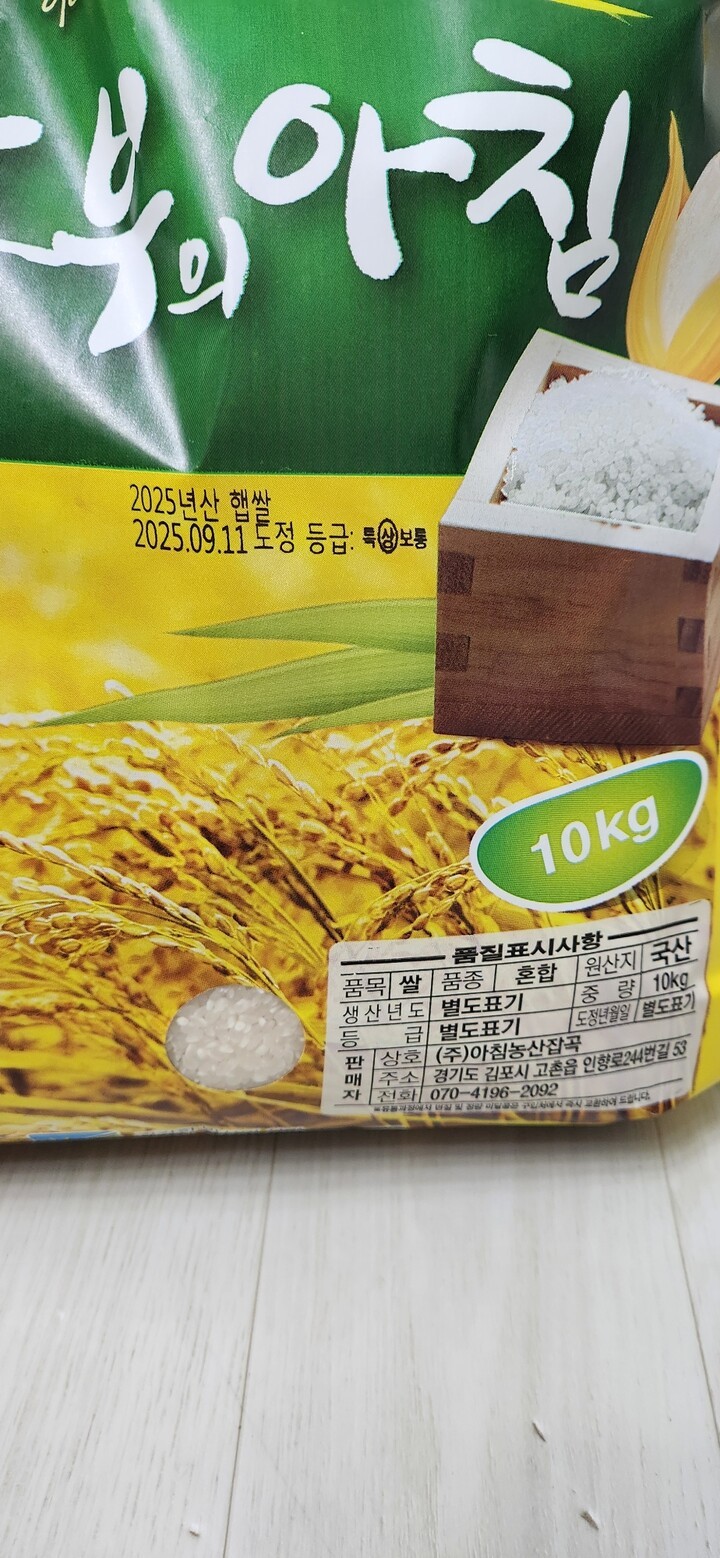 부의 아침
2025년산 햅쌀
2025.09.11 도정 등급: 특 상 보통
10kg
품질표시사항
품목 쌀 품종 혼합 원산지 국산
생산년도 별도표기 중량 10kg
등급 별도표기 도정년월일 별도표기
판매자 상호 (주)아침농산잡곡
주소 경기도 김포시 고촌읍 인향로244번길 53
전화 070-4196-2092